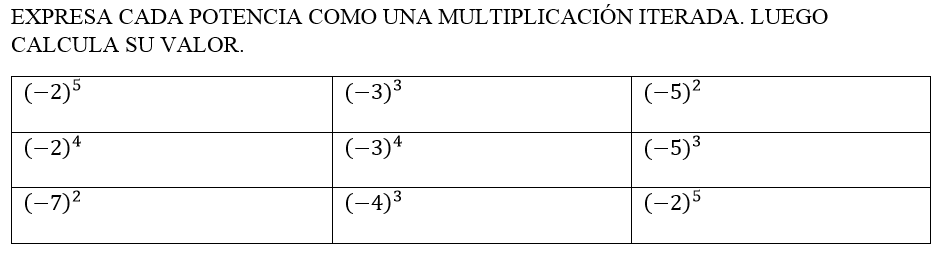 EXPRESA CADA POTENCIA COMO UNA MULTIPLICACIÓN ITERADA. LUEGO
CALCULA SU VALOR.
(−2)⁵ (−3)³ (−5)²
(−2)⁴ (−3)⁴ (−5)³
(−7)² (−4)³ (−2)⁵